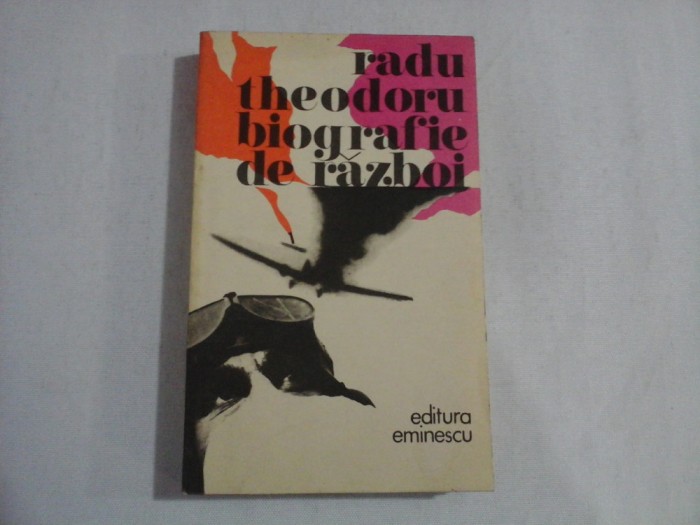 radu
theodoru
biografie
de război
editura
eminescu